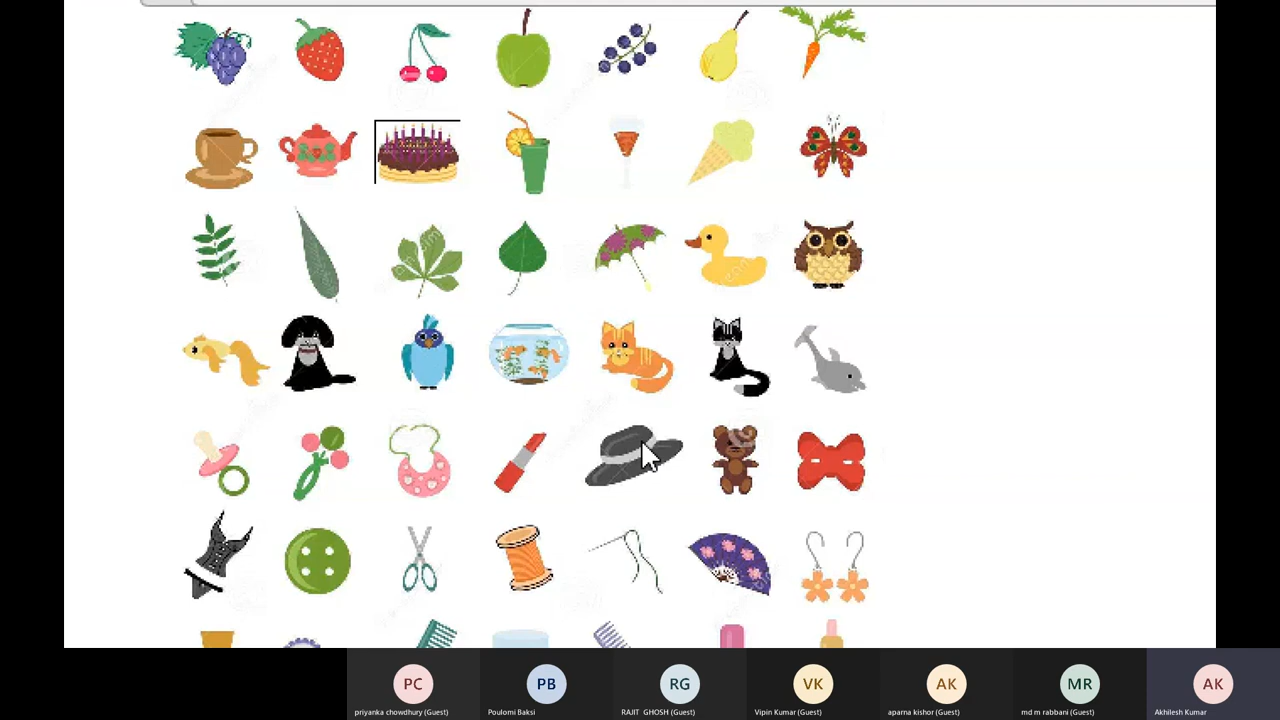 PC PB RG VK AK MR AK
priyanka chowdhury (Guest) Poulomi Baksi RAJIT GHOSH (Guest) Vipin Kumar (Guest) aparna kishor (Guest) md m rabbani (Guest) Akhilesh Kumar